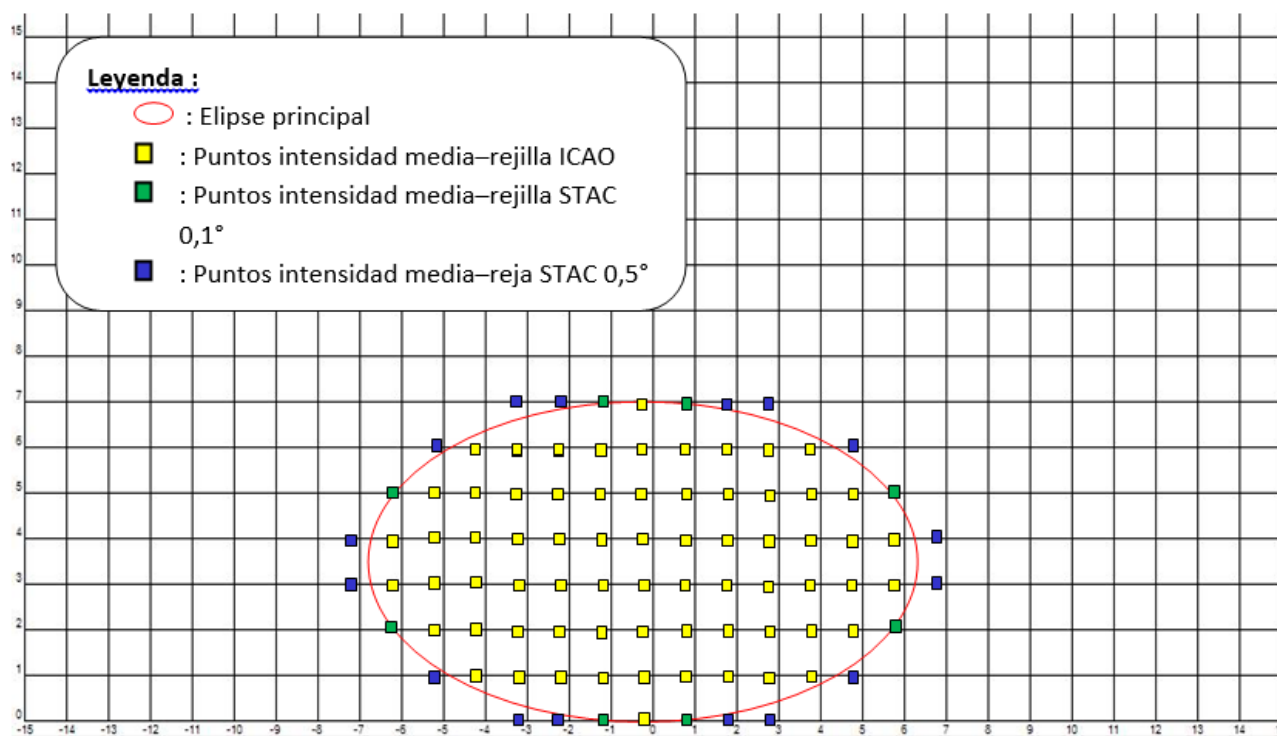 15
Leyenda :
14
: Elipse principal
13
: Puntos intensidad media–rejilla ICAO
12
: Puntos intensidad media–rejilla STAC
11
0,1°
10
: Puntos intensidad media–reja STAC 0,5°
9
8
7
6
5
4
3
2
1
0
-15 -14 -13 -12 -11 -10 -9 -8 -7 -6 -5 -4 -3 -2 -1 0 1 2 3 4 5 6 7 8 9 10 11 12 13 14